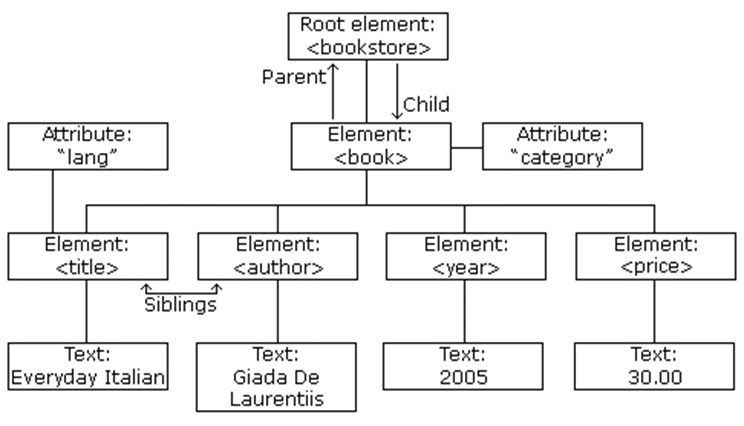 Root element:
<bookstore>
Parent
Child
Attribute:
“lang”
Element:
<book>
Attribute:
“category”
Element:
<title>
Element:
<author>
Element:
<year>
Element:
<price>
Siblings
Text:
Everyday Italian
Text:
Giada De
Laurentiis
Text:
2005
Text:
30.00